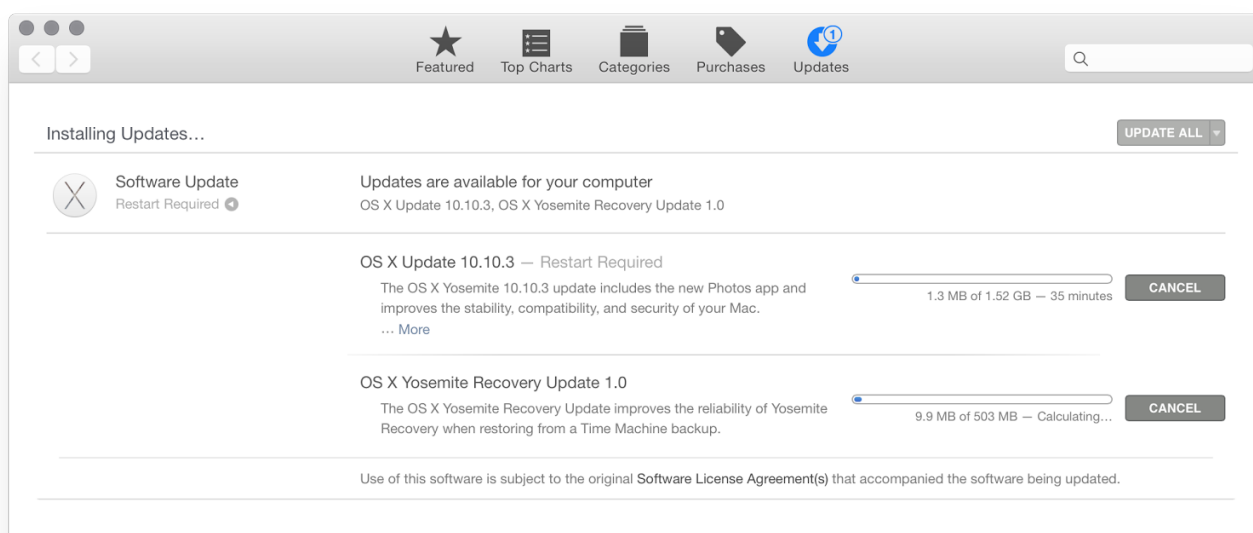 1
Featured
Top Charts
Categories
Purchases
Updates
Installing Updates…
UPDATE ALL
Software Update
Restart Required
Updates are available for your computer
OS X Update 10.10.3, OS X Yosemite Recovery Update 1.0
OS X Update 10.10.3 — Restart Required
The OS X Yosemite 10.10.3 update includes the new Photos app and
improves the stability, compatibility, and security of your Mac.
… More
1.3 MB of 1.52 GB — 35 minutes
CANCEL
OS X Yosemite Recovery Update 1.0
The OS X Yosemite Recovery Update improves the reliability of Yosemite
Recovery when restoring from a Time Machine backup.
9.9 MB of 503 MB — Calculating…
CANCEL
Use of this software is subject to the original Software License Agreement(s) that accompanied the software being updated.